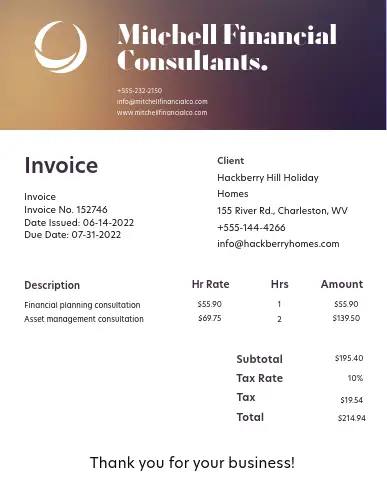 Mitchell Financial
Consultants.
+555-232-2150
info@mitchellfinancialco.com
www.mitchellfinancialco.com
Invoice
Invoice
Invoice No. 152746
Date Issued: 06-14-2022
Due Date: 07-31-2022
Client
Hackberry Hill Holiday
Homes
155 River Rd., Charleston, WV
+555-144-4266
info@hackberryhomes.com
Description Hr Rate Hrs Amount
Financial planning consultation $55.90 1 $55.90
Asset management consultation $69.75 2 $139.50
Subtotal $195.40
Tax Rate 10%
Tax $19.54
Total $214.94
Thank you for your business!